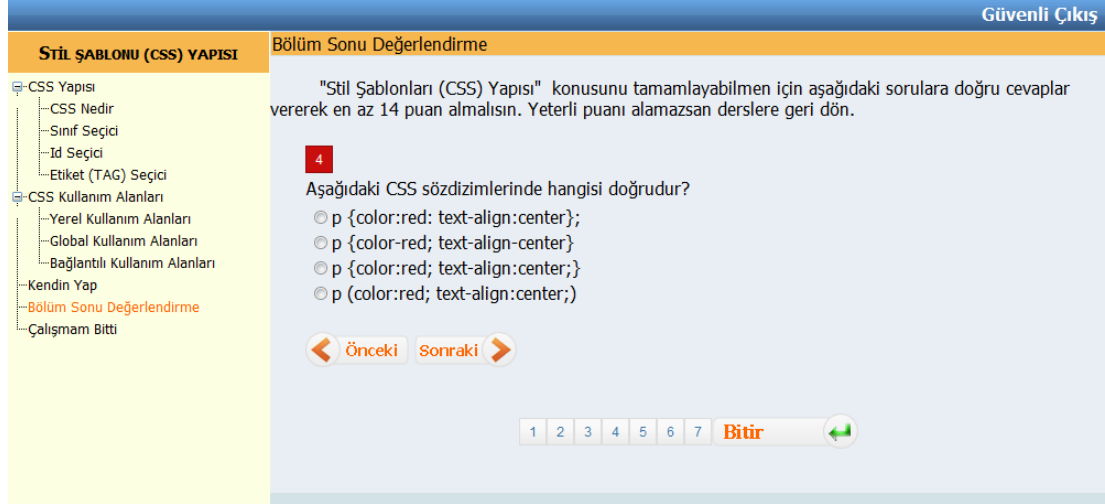 Güvenli Çıkış
STİL ŞABLONU (CSS) YAPISI
CSS Yapısı
CSS Nedir
Sınıf Seçici
Id Seçici
Etiket (TAG) Seçici
CSS Kullanım Alanları
Yerel Kullanım Alanları
Global Kullanım Alanları
Bağlantılı Kullanım Alanları
Kendin Yap
Bölüm Sonu Değerlendirme
Çalışmam Bitti
Bölüm Sonu Değerlendirme
"Stil Şablonları (CSS) Yapısı" konusunu tamamlayabilmen için aşağıdaki sorulara doğru cevaplar
vererek en az 14 puan almalısın. Yeterli puanı alamazsan derslere geri dön.
4
Aşağıdaki CSS sözdizimlerinde hangisi doğrudur?
p {color:red: text-align:center};
p {color-red; text-align-center}
p {color:red; text-align:center;}
p (color:red; text-align:center;)
Önceki Sonraki
1 2 3 4 5 6 7 Bitir